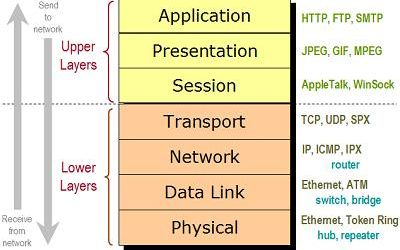 Send to
network
Upper
Layers
Application
HTTP, FTP, SMTP
Presentation
JPEG, GIF, MPEG
Session
AppleTalk, WinSock
Lower
Layers
Transport
TCP, UDP, SPX
Network
IP, ICMP, IPX
router
Data Link
Ethernet, ATM
switch, bridge
Physical
Ethernet, Token Ring
hub, repeater
Receive from
network